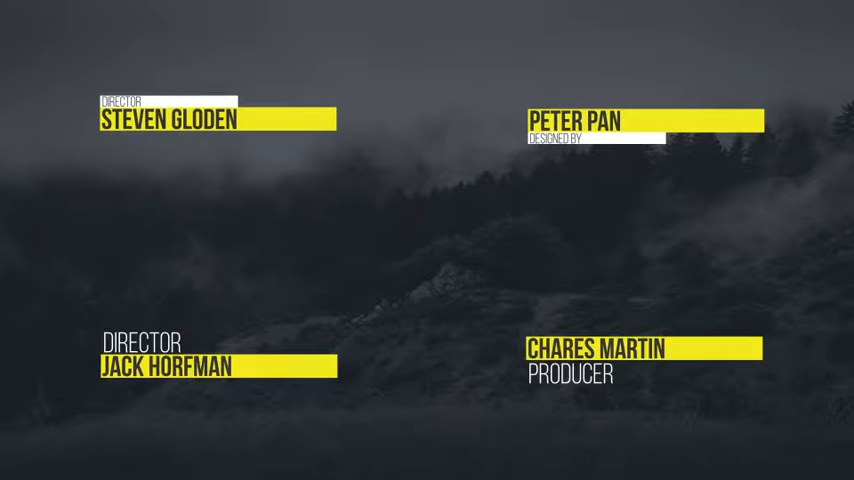 DIRECTOR
STEVEN GLODEN
PETER PAN
DESIGNED BY
DIRECTOR
JACK HORFMAN
CHARES MARTIN
PRODUCER